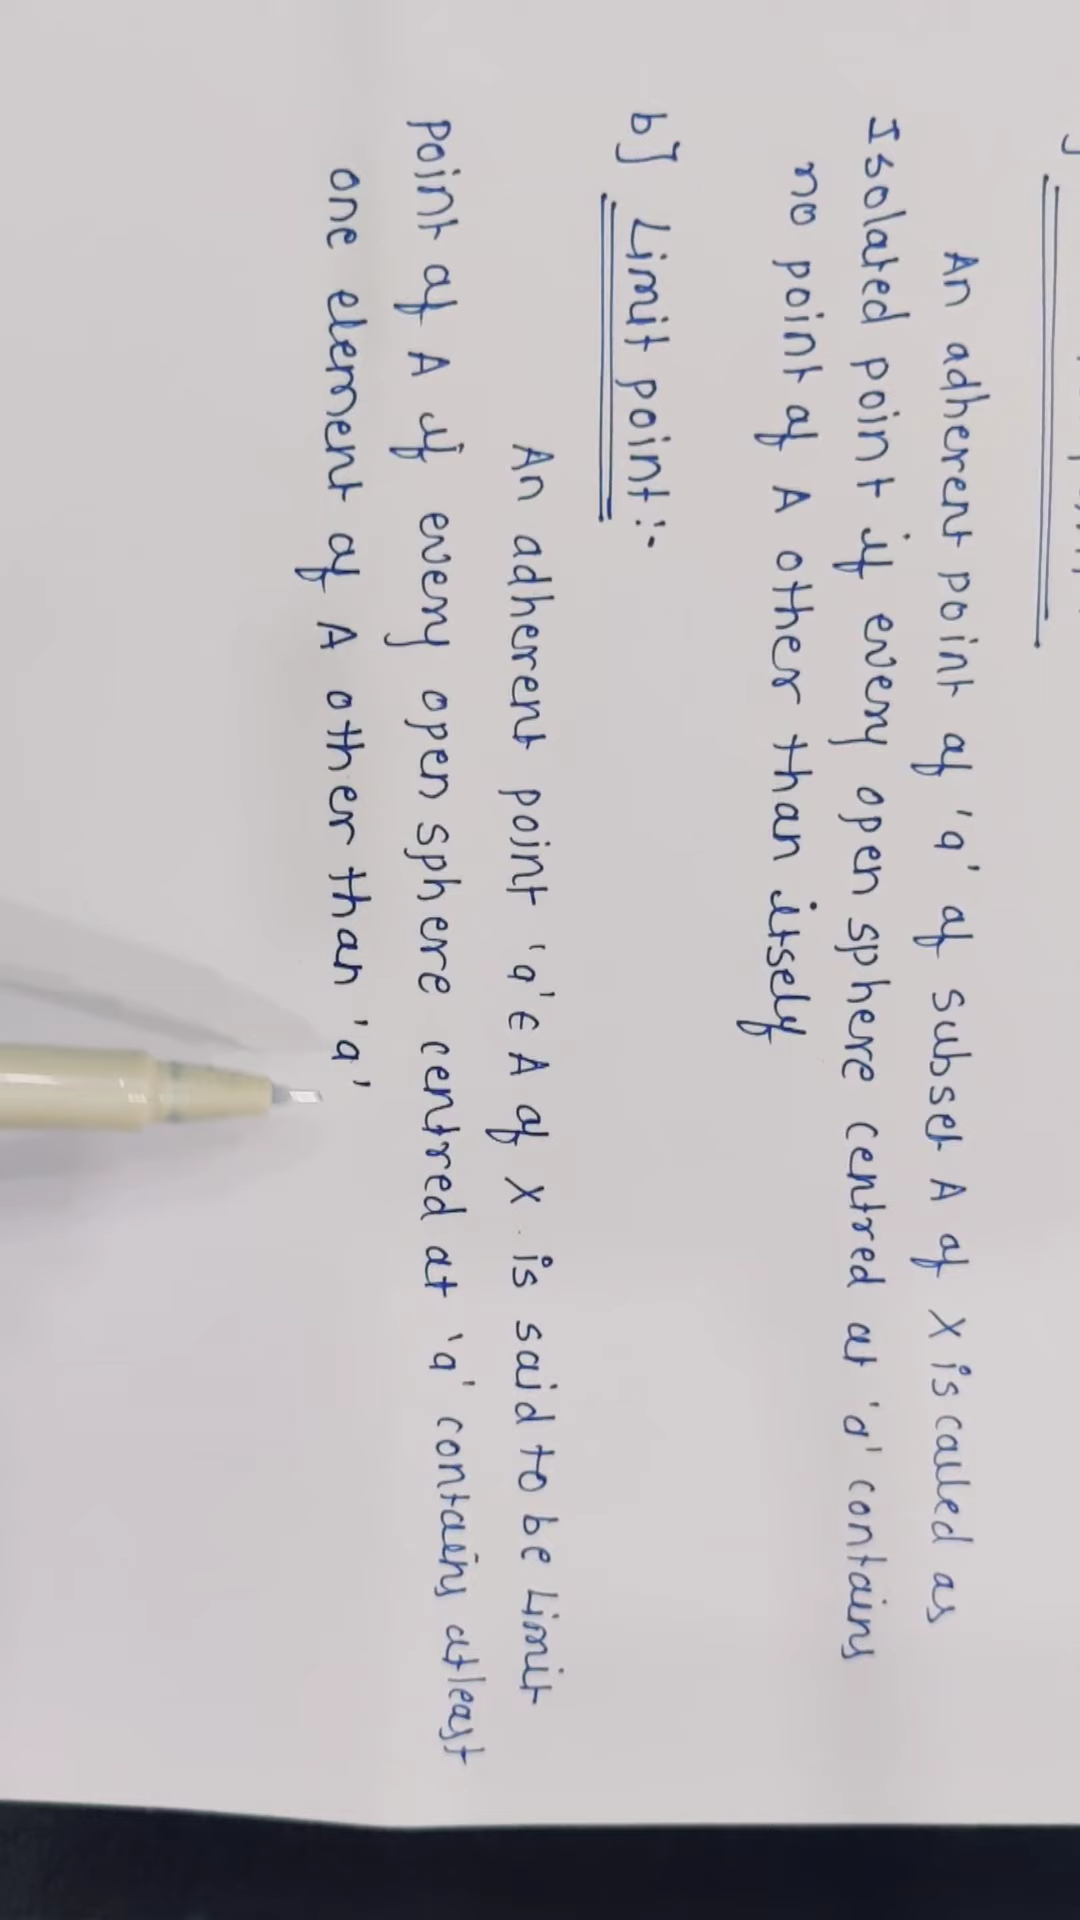 An adherent point of 'a' of subset A of X is called as
Isolated point if every open sphere centred at 'a' contains
no point of A other than itself
b] Limit point:-
An adherent point 'a' ∈ A of X is said to be Limit
point of A if every open sphere centred at 'a' contains atleast
one element of A other than 'a'